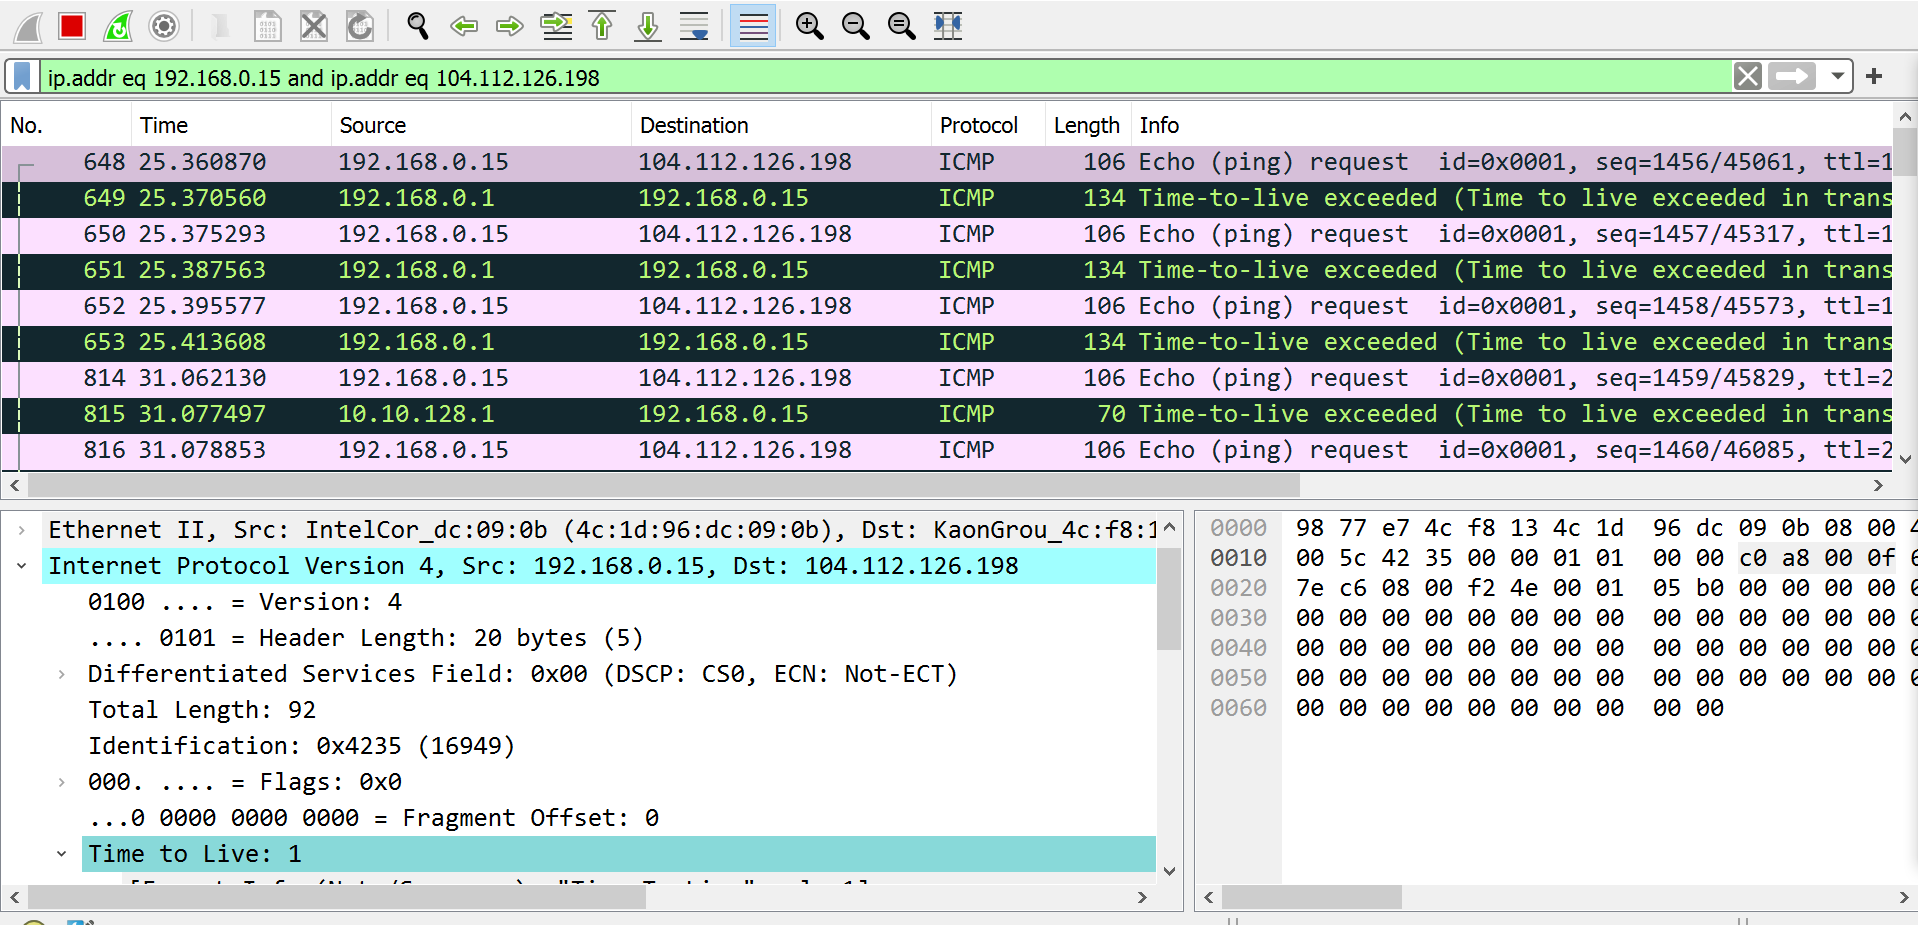 ip.addr eq 192.168.0.15 and ip.addr eq 104.112.126.198
No. Time Source Destination Protocol Length Info
648 25.360870 192.168.0.15 104.112.126.198 ICMP 106 Echo (ping) request id=0x0001, seq=1456/45061, ttl=1
649 25.370560 192.168.0.1 192.168.0.15 ICMP 134 Time-to-live exceeded (Time to live exceeded in trans
650 25.375293 192.168.0.15 104.112.126.198 ICMP 106 Echo (ping) request id=0x0001, seq=1457/45317, ttl=1
651 25.387563 192.168.0.1 192.168.0.15 ICMP 134 Time-to-live exceeded (Time to live exceeded in trans
652 25.395577 192.168.0.15 104.112.126.198 ICMP 106 Echo (ping) request id=0x0001, seq=1458/45573, ttl=1
653 25.413608 192.168.0.1 192.168.0.15 ICMP 134 Time-to-live exceeded (Time to live exceeded in trans
814 31.062130 192.168.0.15 104.112.126.198 ICMP 106 Echo (ping) request id=0x0001, seq=1459/45829, ttl=2
815 31.077497 10.10.128.1 192.168.0.15 ICMP 70 Time-to-live exceeded (Time to live exceeded in trans
816 31.078853 192.168.0.15 104.112.126.198 ICMP 106 Echo (ping) request id=0x0001, seq=1460/46085, ttl=2
Ethernet II, Src: IntelCor_dc:09:0b (4c:1d:96:dc:09:0b), Dst: KaonGrou_4c:f8:1
Internet Protocol Version 4, Src: 192.168.0.15, Dst: 104.112.126.198
0100 .... = Version: 4
.... 0101 = Header Length: 20 bytes (5)
Differentiated Services Field: 0x00 (DSCP: CS0, ECN: Not-ECT)
Total Length: 92
Identification: 0x4235 (16949)
000. .... = Flags: 0x0
...0 0000 0000 0000 = Fragment Offset: 0
Time to Live: 1
0000 98 77 e7 4c f8 13 4c 1d 96 dc 09 0b 08 00 4
0010 00 5c 42 35 00 00 01 01 00 00 c0 a8 00 0f 6
0020 7e c6 08 00 f2 4e 00 01 05 b0 00 00 00 00 0
0030 00 00 00 00 00 00 00 00 00 00 00 00 00 00 0
0040 00 00 00 00 00 00 00 00 00 00 00 00 00 00 0
0050 00 00 00 00 00 00 00 00 00 00 00 00 00 00 0
0060 00 00 00 00 00 00 00 00 00 00